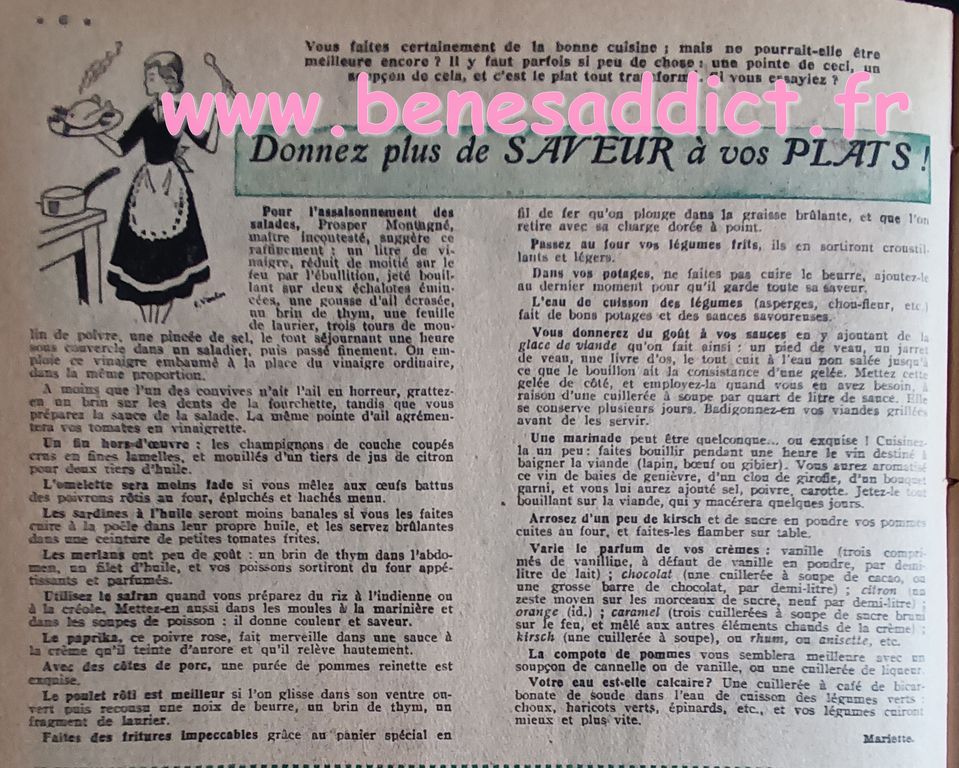 • 6 •
Vous faites certainement de la bonne cuisine ; mais ne pourrait-elle être
meilleure encore ? Il y faut parfois si peu de chose : une pointe de ceci, un
soupçon de cela, et c'est le plat tout transformé. Si vous essayiez ?
www.benesaddict.fr
Donnez plus de SAVEUR à vos PLATS !
Pour l'assaisonnement des
salades, Prosper Montagné,
maître incontesté, suggère ce
raffinement : un litre de vi-
naigre, réduit de moitié sur le
feu par l'ébullition, jeté bouil-
lant sur deux échalotes émin-
cées, une gousse d'ail écrasée,
un brin de thym, une feuille
de laurier, trois tours de mou-
lin de poivre, une pincée de sel, le tout séjournant une heure
sous couvercle dans un saladier, puis passé finement. On em-
ploie ce vinaigre embaumé à la place du vinaigre ordinaire,
dans la même proportion.
A moins que l'un des convives n'ait l'ail en horreur, grattez-
en un brin sur les dents de la fourchette, tandis que vous
préparez la sauce de la salade. La même pointe d'ail agrémen-
tera vos tomates en vinaigrette.
Un fin hors-d'œuvre : les champignons de couche coupés
crus en fines lamelles, et mouillés d'un tiers de jus de citron
pour deux tiers d'huile.
L'omelette sera moins fade si vous mêlez aux œufs battus
des poivrons rôtis au four, épluchés et hachés menu.
Les sardines à l'huile seront moins banales si vous les faites
cuire à la poêle dans leur propre huile, et les servez brûlantes
dans une ceinture de petites tomates frites.
Les merlans ont peu de goût : un brin de thym dans l'abdo-
men, un filet d'huile, et vos poissons sortiront du four appé-
tissants et parfumés.
Utilisez le safran quand vous préparez du riz à l'indienne ou
à la créole. Mettez-en aussi dans les moules à la marinière et
dans les soupes de poisson : il donne couleur et saveur.
Le paprika, ce poivre rose, fait merveille dans une sauce à
la crème qu'il teinte d'aurore et qu'il relève hautement.
Avec des côtes de porc, une purée de pommes reinette est
exquise.
Le poulet rôti est meilleur si l'on glisse dans son ventre ou-
vert puis recousu une noix de beurre, un brin de thym, un
fragment de laurier.
Faites des fritures impeccables grâce au panier spécial en
fil de fer qu'on plonge dans la graisse brûlante, et que l'on
retire avec sa charge dorée à point.
Passez au four vos légumes frits, ils en sortiront croustil-
lants et légers.
Dans vos potages, ne faites pas cuire le beurre, ajoutez-le
au dernier moment pour qu'il garde toute sa saveur.
L'eau de cuisson des légumes (asperges, chou-fleur, etc.)
fait de bons potages et des sauces savoureuses.
Vous donnerez du goût à vos sauces en y ajoutant de la
glace de viande qu'on fait ainsi : un pied de veau, un jarret
de veau, une livre d'os, le tout cuit à l'eau non salée jusqu'à
ce que le bouillon ait la consistance d'une gelée. Mettez cette
gelée de côté, et employez-la quand vous en avez besoin, à
raison d'une cuillerée à soupe par quart de litre de sauce. Elle
se conserve plusieurs jours. Badigeonnez-en vos viandes grillées
avant de les servir.
Une marinade peut être quelconque... ou exquise ! Cuisinez-
la un peu : faites bouillir pendant une heure le vin destiné à
baigner la viande (lapin, bœuf ou gibier). Vous aurez aromatisé
ce vin de baies de genièvre, d'un clou de girofle, d'un bouquet
garni, et vous lui aurez ajouté sel, poivre, carotte. Jetez-le tout
bouillant sur la viande, qui y macérera quelques jours.
Arrosez d'un peu de kirsch et de sucre en poudre vos pommes
cuites au four, et faites-les flamber sur table.
Varie le parfum de vos crèmes : vanille (trois compri-
més de vanilline, à défaut de vanille en poudre, par demi-
litre de lait) ; chocolat (une cuillerée à soupe de cacao, ou
une grosse barre de chocolat, par demi-litre) ; citron (un
zeste moyen sur les morceaux de sucre, neuf par demi-litre) ;
orange (id.) ; caramel (trois cuillerées à soupe de sucre bruni
sur le feu, et mêlé aux autres éléments chauds de la crème) ;
kirsch (une cuillerée à soupe), ou rhum, ou anisette, etc.
La compote de pommes vous semblera meilleure avec un
soupçon de cannelle ou de vanille, ou une cuillerée de liqueur.
Votre eau est-elle calcaire ? Une cuillerée à café de bicar-
bonate de soude dans l'eau de cuisson des légumes verts :
choux, haricots verts, épinards, etc., et vos légumes cuiront
mieux et plus vite.
Mariette.